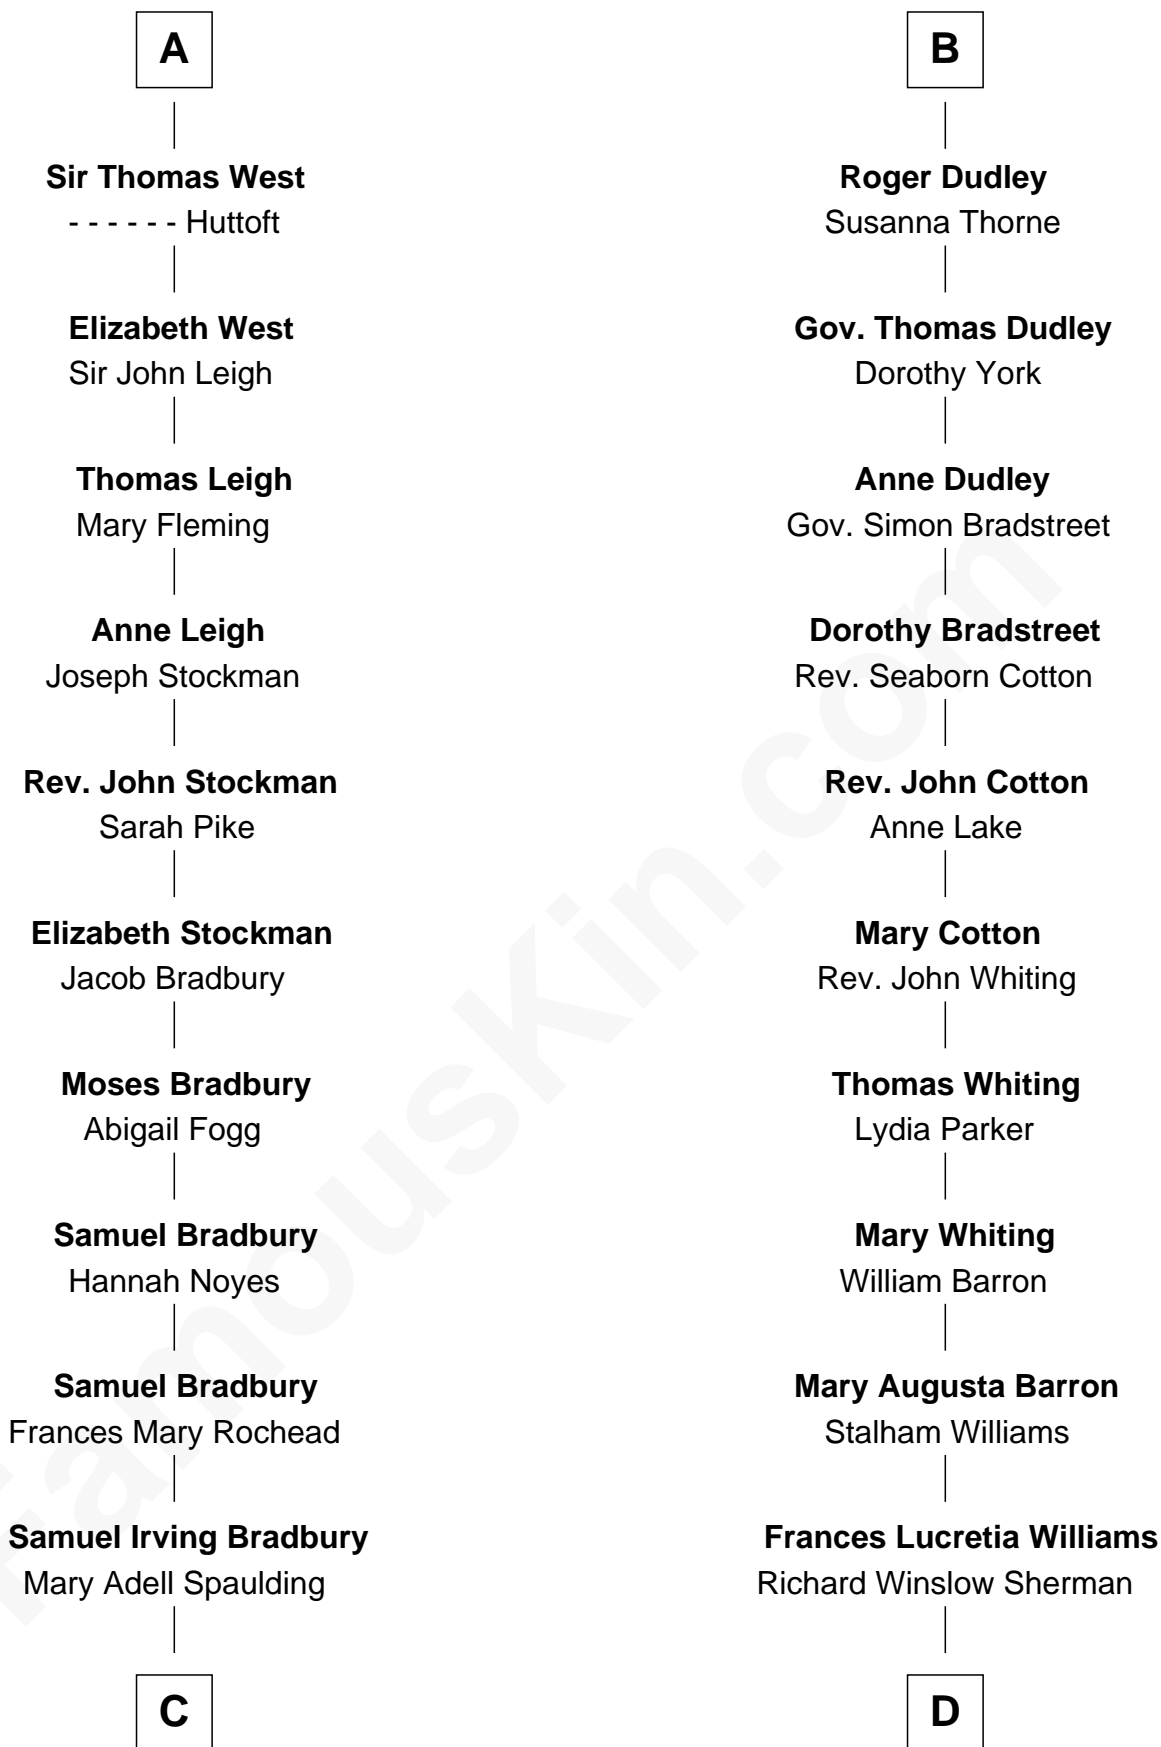 A
Sir Thomas West
- - - - - - Huttoft
Elizabeth West
Sir John Leigh
Thomas Leigh
Mary Fleming
Anne Leigh
Joseph Stockman
Rev. John Stockman
Sarah Pike
Elizabeth Stockman
Jacob Bradbury
Moses Bradbury
Abigail Fogg
Samuel Bradbury
Hannah Noyes
Samuel Bradbury
Frances Mary Rochead
Samuel Irving Bradbury
Mary Adell Spaulding
C
B
Roger Dudley
Susanna Thorne
Gov. Thomas Dudley
Dorothy York
Anne Dudley
Gov. Simon Bradstreet
Dorothy Bradstreet
Rev. Seaborn Cotton
Rev. John Cotton
Anne Lake
Mary Cotton
Rev. John Whiting
Thomas Whiting
Lydia Parker
Mary Whiting
William Barron
Mary Augusta Barron
Stalham Williams
Frances Lucretia Williams
Richard Winslow Sherman
D
FamousKin.com